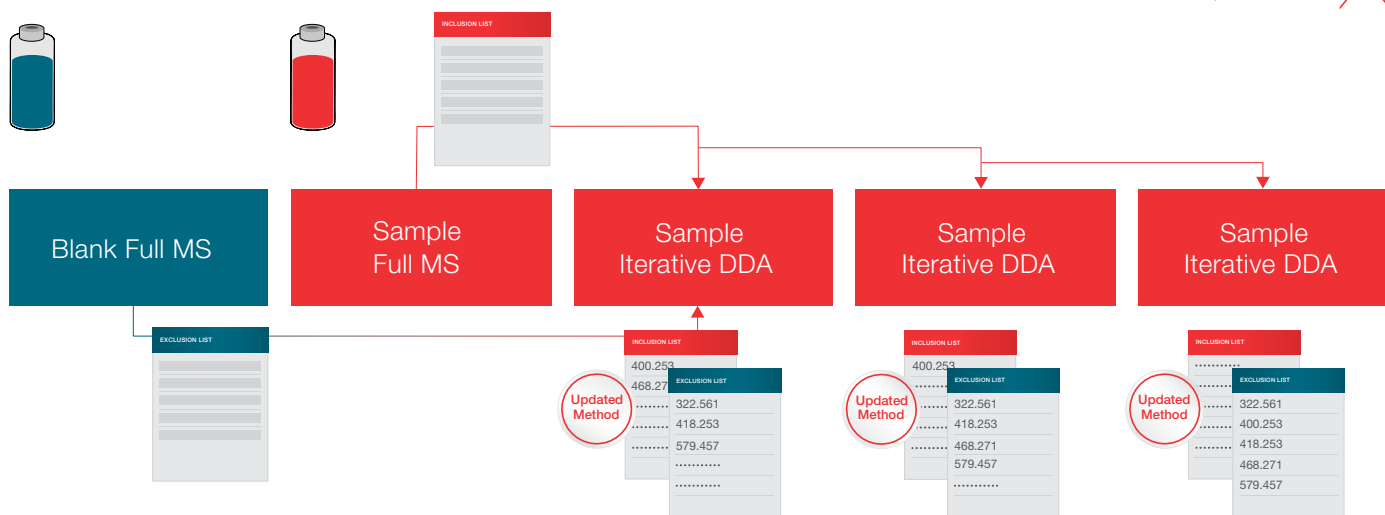 INCLUSION LIST
Blank Full MS
Sample
Full MS
Sample
Iterative DDA
Sample
Iterative DDA
Sample
Iterative DDA
EXCLUSION LIST
INCLUSION LIST
400.253
468.27
EXCLUSION LIST
322.561
418.253
579.457
...........
...........
Updated
Method
INCLUSION LIST
400.253
EXCLUSION LIST
322.561
418.253
468.271
579.457
...........
Updated
Method
INCLUSION LIST
...........
EXCLUSION LIST
322.561
400.253
418.253
468.271
579.457
Updated
Method